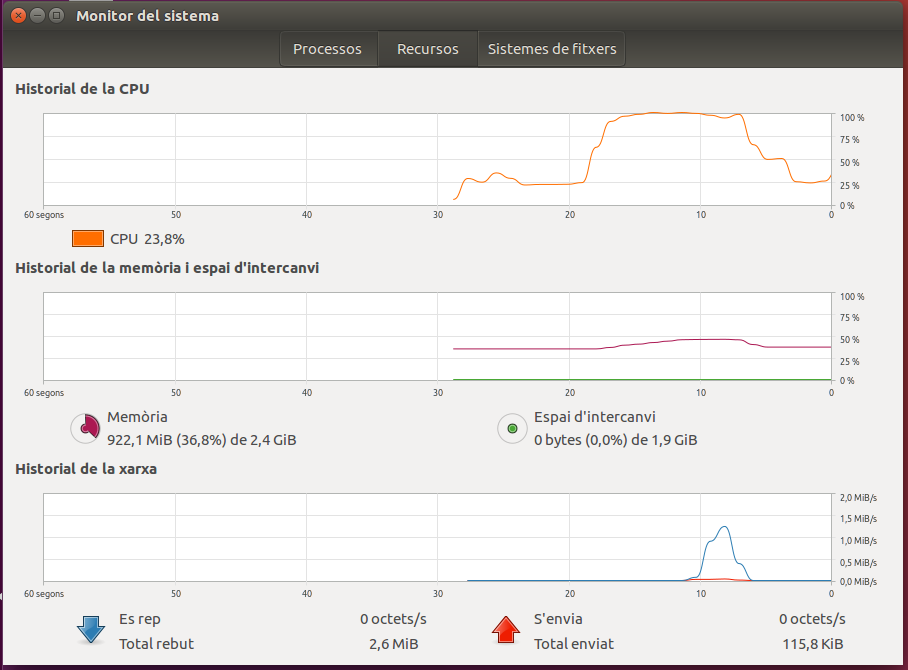 Monitor del sistema
Processos Recursos Sistemes de fitxers
Historial de la CPU
100 %
75 %
50 %
25 %
0 %
60 segons 50 40 30 20 10 0
CPU 23,8%
Historial de la memòria i espai d'intercanvi
100 %
75 %
50 %
25 %
0 %
60 segons 50 40 30 20 10 0
Memòria Espai d'intercanvi
922,1 MiB (36,8%) de 2,4 GiB 0 bytes (0,0%) de 1,9 GiB
Historial de la xarxa
2,0 MiB/s
1,5 MiB/s
1,0 MiB/s
0,5 MiB/s
0,0 MiB/s
60 segons 50 40 30 20 10 0
Es rep 0 octets/s S'envia 0 octets/s
Total rebut 2,6 MiB Total enviat 115,8 KiB